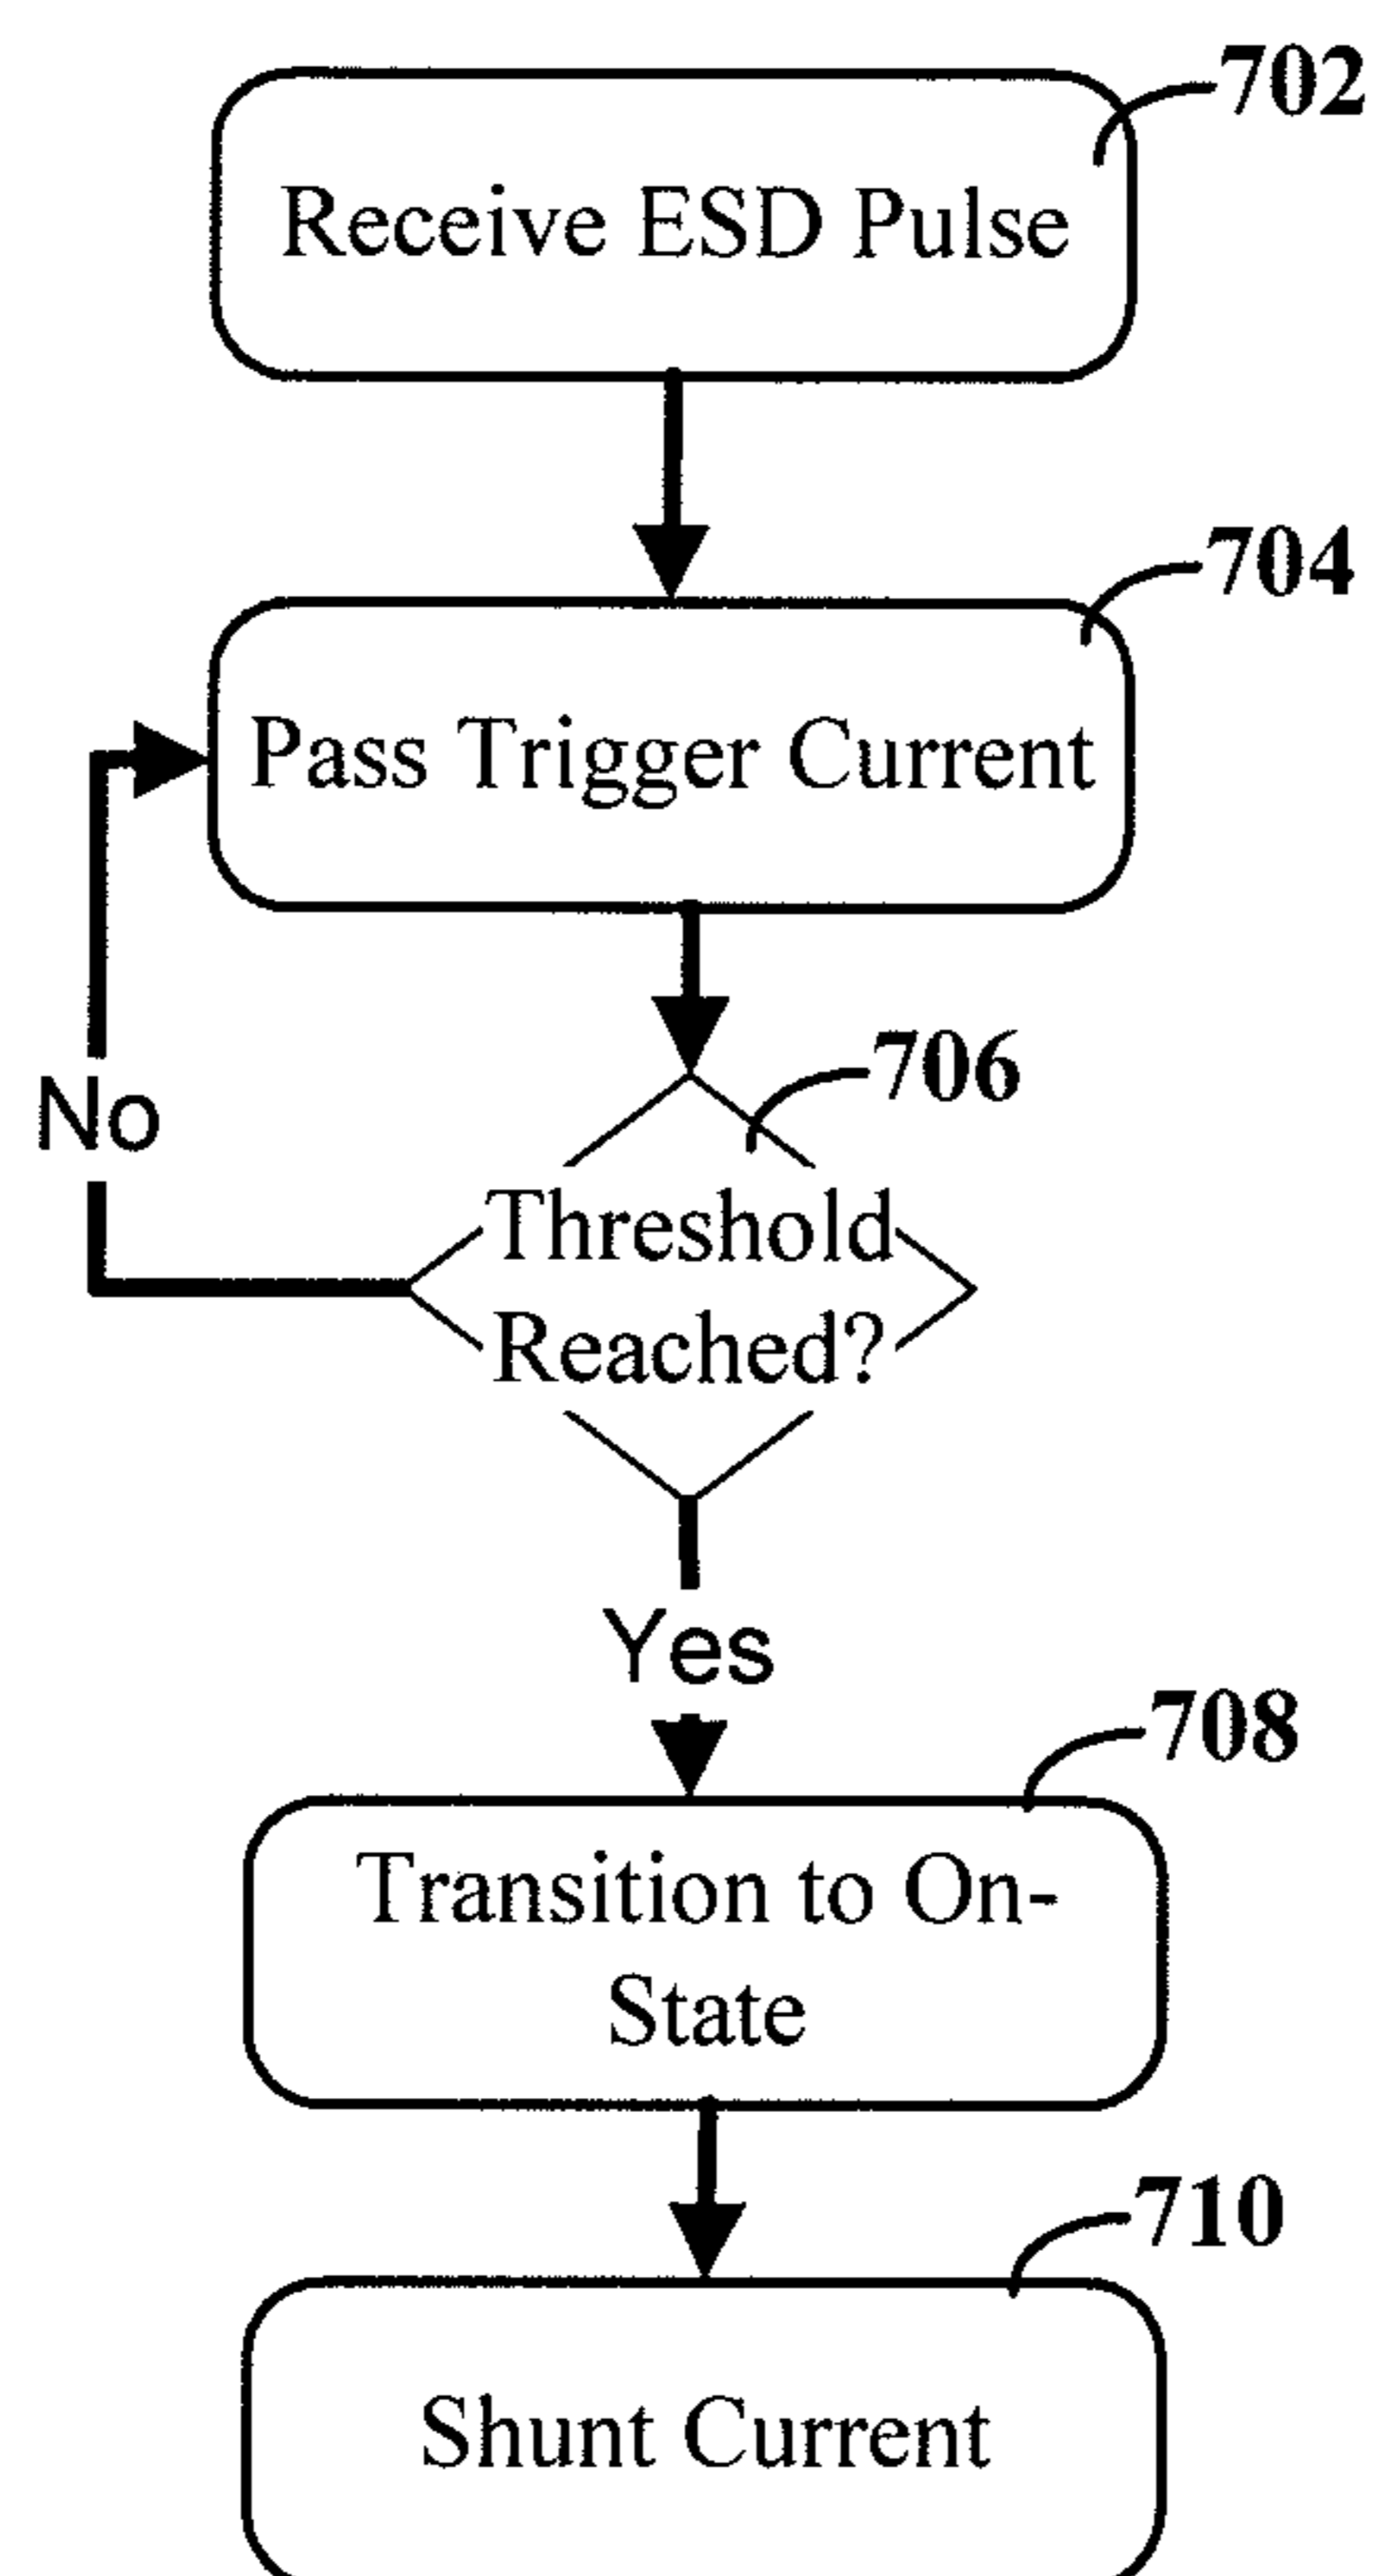 702
Receive ESD Pulse
704
Pass Trigger Current
706
No
Threshold
Reached?
Yes
708
Transition to On-
State
710
Shunt Current